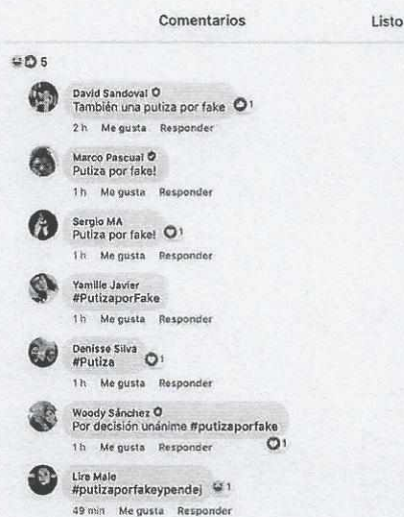 Comentarios Listo
5
David Sandoval
También una putiza por fake 1
2 h Me gusta Responder
Marco Pascual
Putiza por fake!
1 h Me gusta Responder
Sergio MA
Putiza por fake! 1
1 h Me gusta Responder
Yamille Javier
#PutizaporFake
1 h Me gusta Responder
Denisse Silva
#Putiza 1
1 h Me gusta Responder
Woody Sánchez
Por decisión unánime #putizaporfake
1 h Me gusta Responder 1
Lira Malo
#putizaporfakeypendej 1
49 min Me gusta Responder